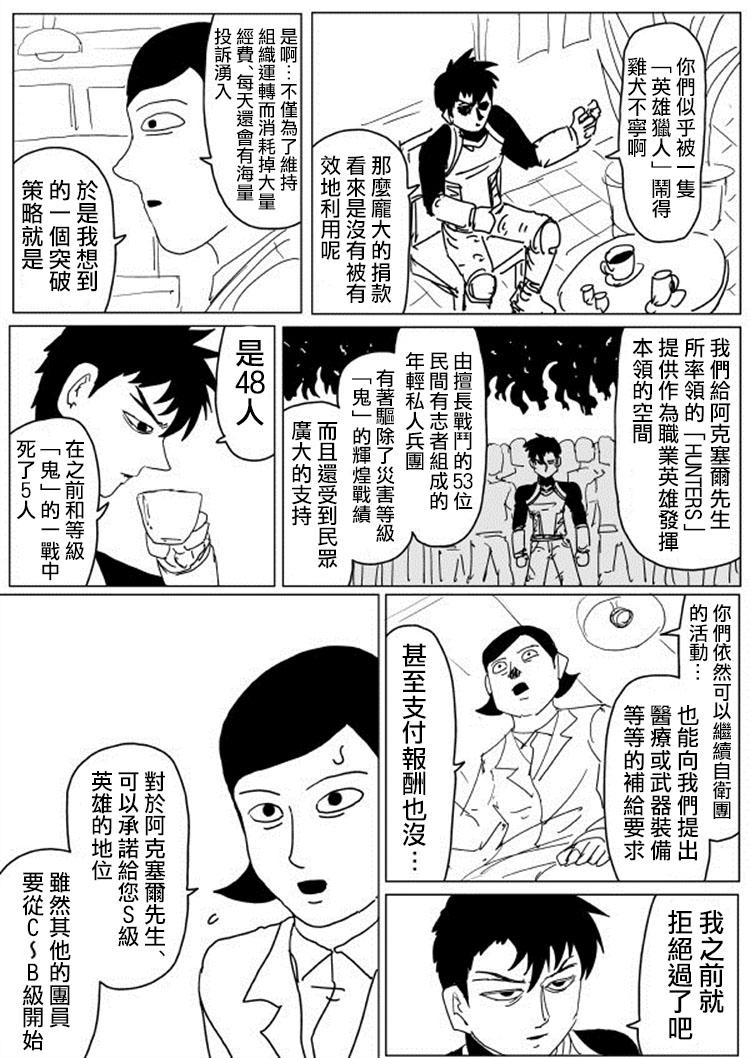 你們似乎被一隻
「英雄獵人」鬧得
雞犬不寧啊
那麼龐大的捐款
看來是沒有被有
效地利用呢
是啊…不僅為了維持
組織運轉而消耗掉大量
經費、每天還會有海量
投訴湧入
於是我想到
的一個突破
策略就是
我們給阿克塞爾先生
所率領的「HUNTERS」
提供作為職業英雄發揮
本領的空間
由擅長戰鬥的53位
民間有志者組成的
年輕私人兵團
有著驅除了災害等級
「鬼」的輝煌戰績
而且還受到民眾
廣大的支持
是48人
在之前和等級
「鬼」的一戰中
死了5人
你們依然可以繼續自衛團
的活動…
也能向我們提出
醫療或武器裝備
等等的補給要求
甚至支付報酬也沒…
我之前就
拒絕過了吧
對於阿克塞爾先生、
可以承諾給您S級
英雄的地位
雖然其他的團員
要從C～B級開始